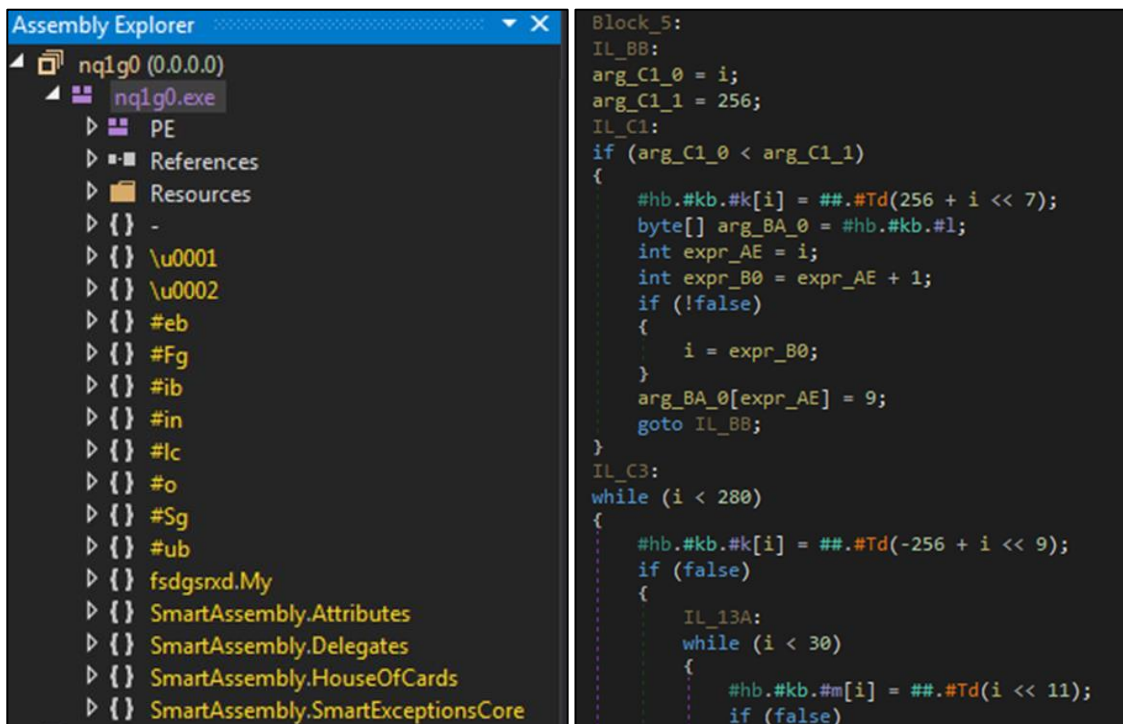 Assembly Explorer
nq1g0 (0.0.0.0)
nq1g0.exe
PE
References
Resources
{ } -
{ } \u0001
{ } \u0002
{ } #eb
{ } #Fg
{ } #ib
{ } #in
{ } #lc
{ } #o
{ } #Sg
{ } #ub
{ } fsdgsrxd.My
{ } SmartAssembly.Attributes
{ } SmartAssembly.Delegates
{ } SmartAssembly.HouseOfCards
{ } SmartAssembly.SmartExceptionsCore
Block_5:
IL_BB:
arg_C1_0 = i;
arg_C1_1 = 256;
IL_C1:
if (arg_C1_0 < arg_C1_1)
{
#hb.#kb.#k[i] = ##.#Td(256 + i << 7);
byte[] arg_BA_0 = #hb.#kb.#l;
int expr_AE = i;
int expr_B0 = expr_AE + 1;
if (!false)
{
i = expr_B0;
}
arg_BA_0[expr_AE] = 9;
goto IL_BB;
}
IL_C3:
while (i < 280)
{
#hb.#kb.#k[i] = ##.#Td(-256 + i << 9);
if (false)
{
IL_13A:
while (i < 30)
{
#hb.#kb.#m[i] = ##.#Td(i << 11);
if (false)